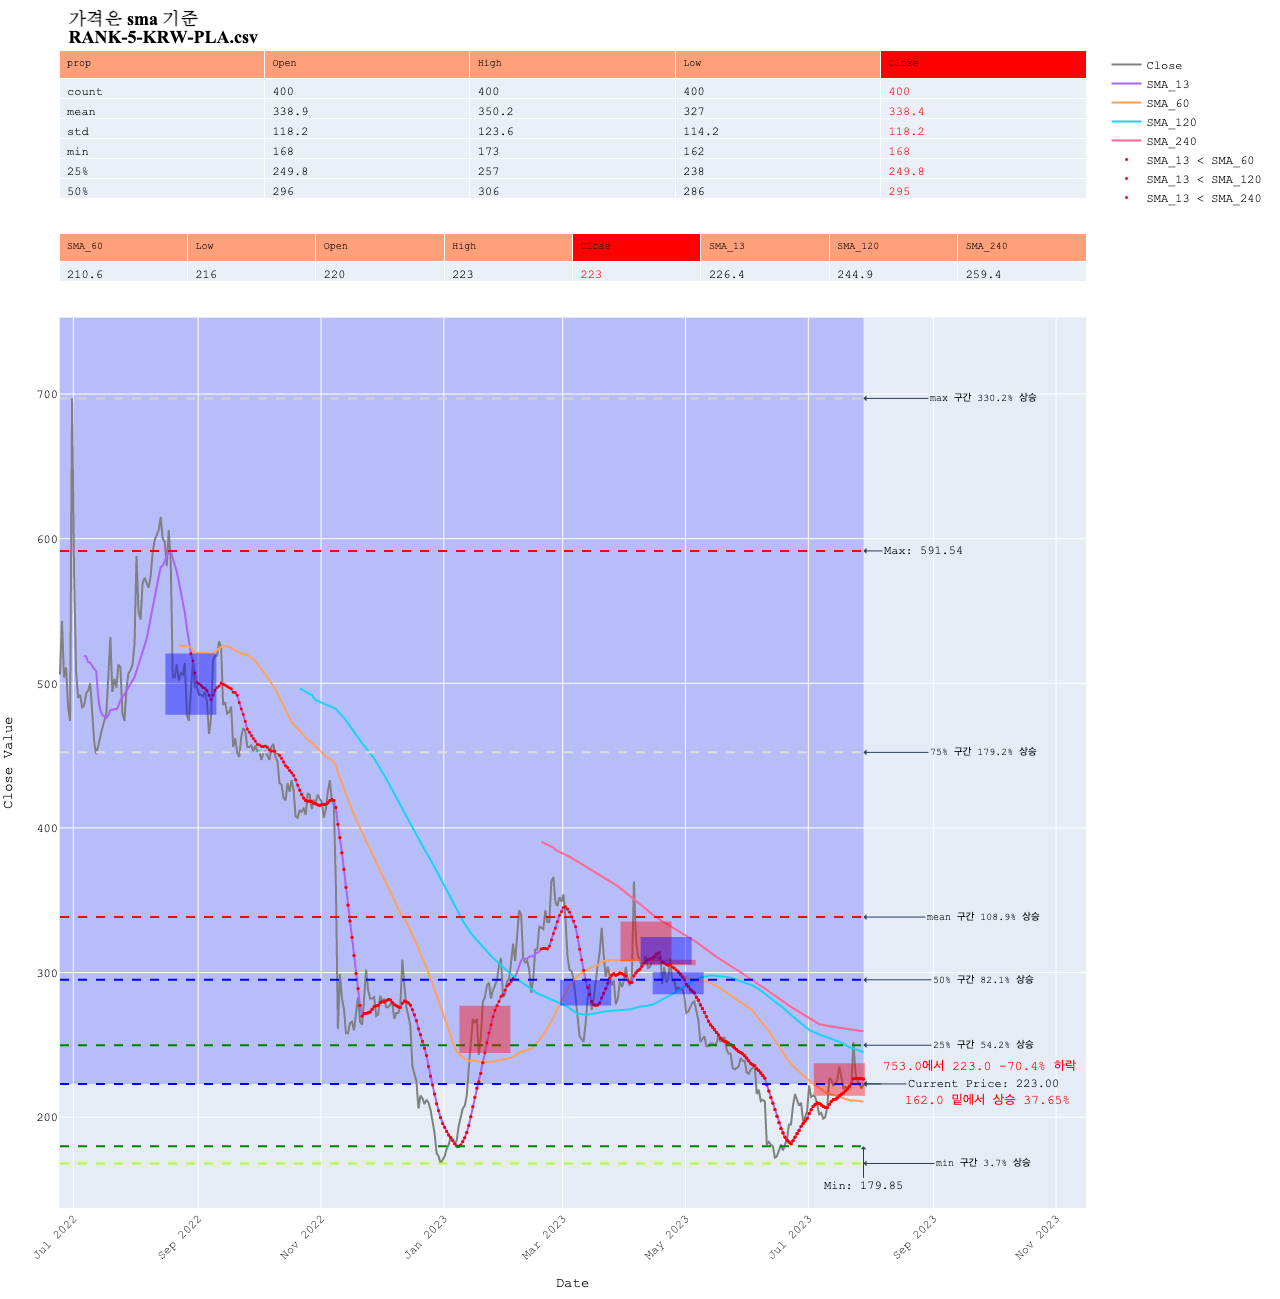 가격은 sma 기준
RANK-5-KRW-PLA.csv
prop Open High Low Close
count 400 400 400 400
mean 338.9 350.2 327 338.4
std 118.2 123.6 114.2 118.2
min 168 173 162 168
25% 249.8 257 238 249.8
50% 296 306 286 295
SMA_60 Low Open High Close SMA_13 SMA_120 SMA_240
210.6 216 220 223 223 226.4 244.9 259.4
Close
SMA_13
SMA_60
SMA_120
SMA_240
SMA_13 < SMA_60
SMA_13 < SMA_120
SMA_13 < SMA_240
Close Value
700
600
500
400
300
200
max 구간 330.2% 상승
Max: 591.54
75% 구간 179.2% 상승
mean 구간 108.9% 상승
50% 구간 82.1% 상승
25% 구간 54.2% 상승
753.0에서 223.0 -70.4% 하락
Current Price: 223.00
162.0 밑에서 상승 37.65%
min 구간 3.7% 상승
Min: 179.85
Jul 2022
Sep 2022
Nov 2022
Jan 2023
Mar 2023
May 2023
Jul 2023
Sep 2023
Nov 2023
Date